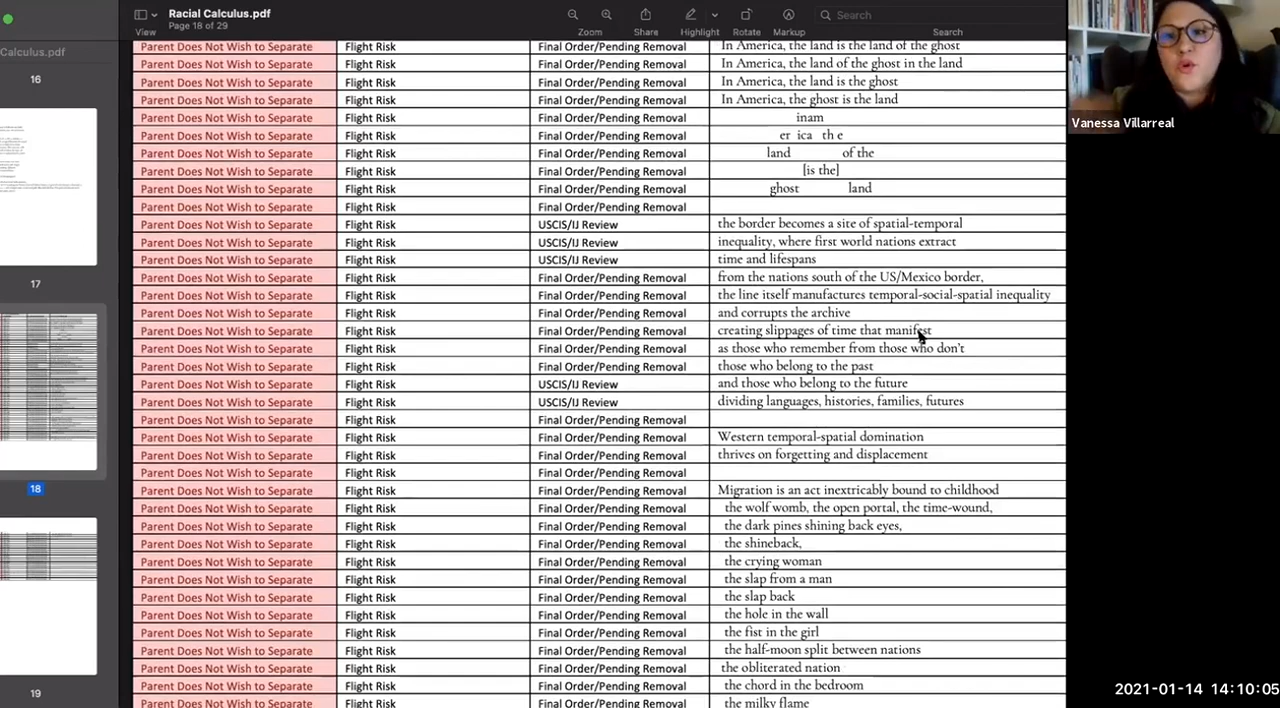 Racial Calculus.pdf
Page 18 of 29
View
Zoom
Share
Highlight
Rotate
Markup
Search
Search
Calculus.pdf
16
17
18
19
Parent Does Not Wish to Separate Flight Risk Final Order/Pending Removal In America, the land is the land of the ghost
Parent Does Not Wish to Separate Flight Risk Final Order/Pending Removal In America, the land of the ghost in the land
Parent Does Not Wish to Separate Flight Risk Final Order/Pending Removal In America, the land is the ghost
Parent Does Not Wish to Separate Flight Risk Final Order/Pending Removal In America, the ghost is the land
Parent Does Not Wish to Separate Flight Risk Final Order/Pending Removal inam
Parent Does Not Wish to Separate Flight Risk Final Order/Pending Removal er ica th e
Parent Does Not Wish to Separate Flight Risk Final Order/Pending Removal land of the
Parent Does Not Wish to Separate Flight Risk Final Order/Pending Removal [is the]
Parent Does Not Wish to Separate Flight Risk Final Order/Pending Removal ghost land
Parent Does Not Wish to Separate Flight Risk Final Order/Pending Removal
Parent Does Not Wish to Separate Flight Risk USCIS/IJ Review the border becomes a site of spatial-temporal
Parent Does Not Wish to Separate Flight Risk USCIS/IJ Review inequality, where first world nations extract
Parent Does Not Wish to Separate Flight Risk USCIS/IJ Review time and lifespans
Parent Does Not Wish to Separate Flight Risk Final Order/Pending Removal from the nations south of the US/Mexico border,
Parent Does Not Wish to Separate Flight Risk Final Order/Pending Removal the line itself manufactures temporal-social-spatial inequality
Parent Does Not Wish to Separate Flight Risk Final Order/Pending Removal and corrupts the archive
Parent Does Not Wish to Separate Flight Risk Final Order/Pending Removal creating slippages of time that manifest
Parent Does Not Wish to Separate Flight Risk Final Order/Pending Removal as those who remember from those who don't
Parent Does Not Wish to Separate Flight Risk Final Order/Pending Removal those who belong to the past
Parent Does Not Wish to Separate Flight Risk USCIS/IJ Review and those who belong to the future
Parent Does Not Wish to Separate Flight Risk USCIS/IJ Review dividing languages, histories, families, futures
Parent Does Not Wish to Separate Flight Risk Final Order/Pending Removal
Parent Does Not Wish to Separate Flight Risk Final Order/Pending Removal Western temporal-spatial domination
Parent Does Not Wish to Separate Flight Risk Final Order/Pending Removal thrives on forgetting and displacement
Parent Does Not Wish to Separate Flight Risk Final Order/Pending Removal
Parent Does Not Wish to Separate Flight Risk Final Order/Pending Removal Migration is an act inextricably bound to childhood
Parent Does Not Wish to Separate Flight Risk Final Order/Pending Removal the wolf womb, the open portal, the time-wound,
Parent Does Not Wish to Separate Flight Risk Final Order/Pending Removal the dark pines shining back eyes,
Parent Does Not Wish to Separate Flight Risk Final Order/Pending Removal the shineback,
Parent Does Not Wish to Separate Flight Risk Final Order/Pending Removal the crying woman
Parent Does Not Wish to Separate Flight Risk Final Order/Pending Removal the slap from a man
Parent Does Not Wish to Separate Flight Risk Final Order/Pending Removal the slap back
Parent Does Not Wish to Separate Flight Risk Final Order/Pending Removal the hole in the wall
Parent Does Not Wish to Separate Flight Risk Final Order/Pending Removal the fist in the girl
Parent Does Not Wish to Separate Flight Risk Final Order/Pending Removal the half-moon split between nations
Parent Does Not Wish to Separate Flight Risk Final Order/Pending Removal the obliterated nation
Parent Does Not Wish to Separate Flight Risk Final Order/Pending Removal the chord in the bedroom
Parent Does Not Wish to Separate Flight Risk Final Order/Pending Removal the milky flame
Vanessa Villarreal
2021-01-14 14:10:05